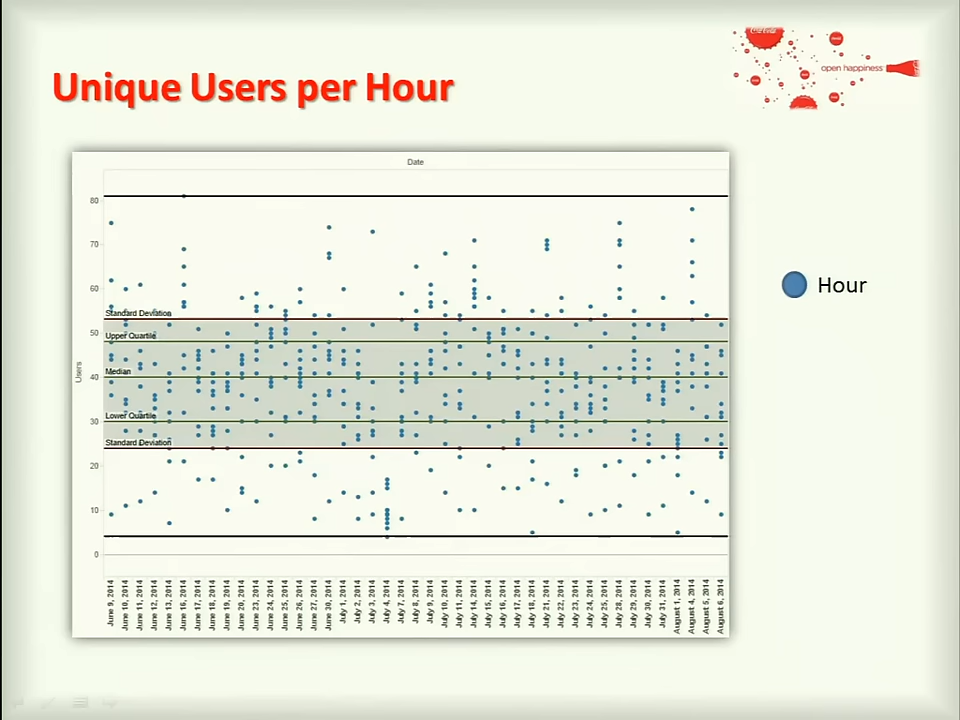 Unique Users per Hour
Coca-Cola
open happiness
Date
80
70
60
Standard Deviation
50
Upper Quartile
Median
40
Users
Lower Quartile
30
Standard Deviation
20
10
0
June 9, 2014
June 10, 2014
June 11, 2014
June 12, 2014
June 13, 2014
June 16, 2014
June 17, 2014
June 18, 2014
June 19, 2014
June 20, 2014
June 23, 2014
June 24, 2014
June 25, 2014
June 26, 2014
June 27, 2014
June 30, 2014
July 1, 2014
July 2, 2014
July 3, 2014
July 4, 2014
July 7, 2014
July 8, 2014
July 9, 2014
July 10, 2014
July 11, 2014
July 14, 2014
July 15, 2014
July 16, 2014
July 17, 2014
July 18, 2014
July 21, 2014
July 22, 2014
July 23, 2014
July 24, 2014
July 25, 2014
July 28, 2014
July 29, 2014
July 30, 2014
July 31, 2014
August 1, 2014
August 4, 2014
August 5, 2014
August 6, 2014
Hour